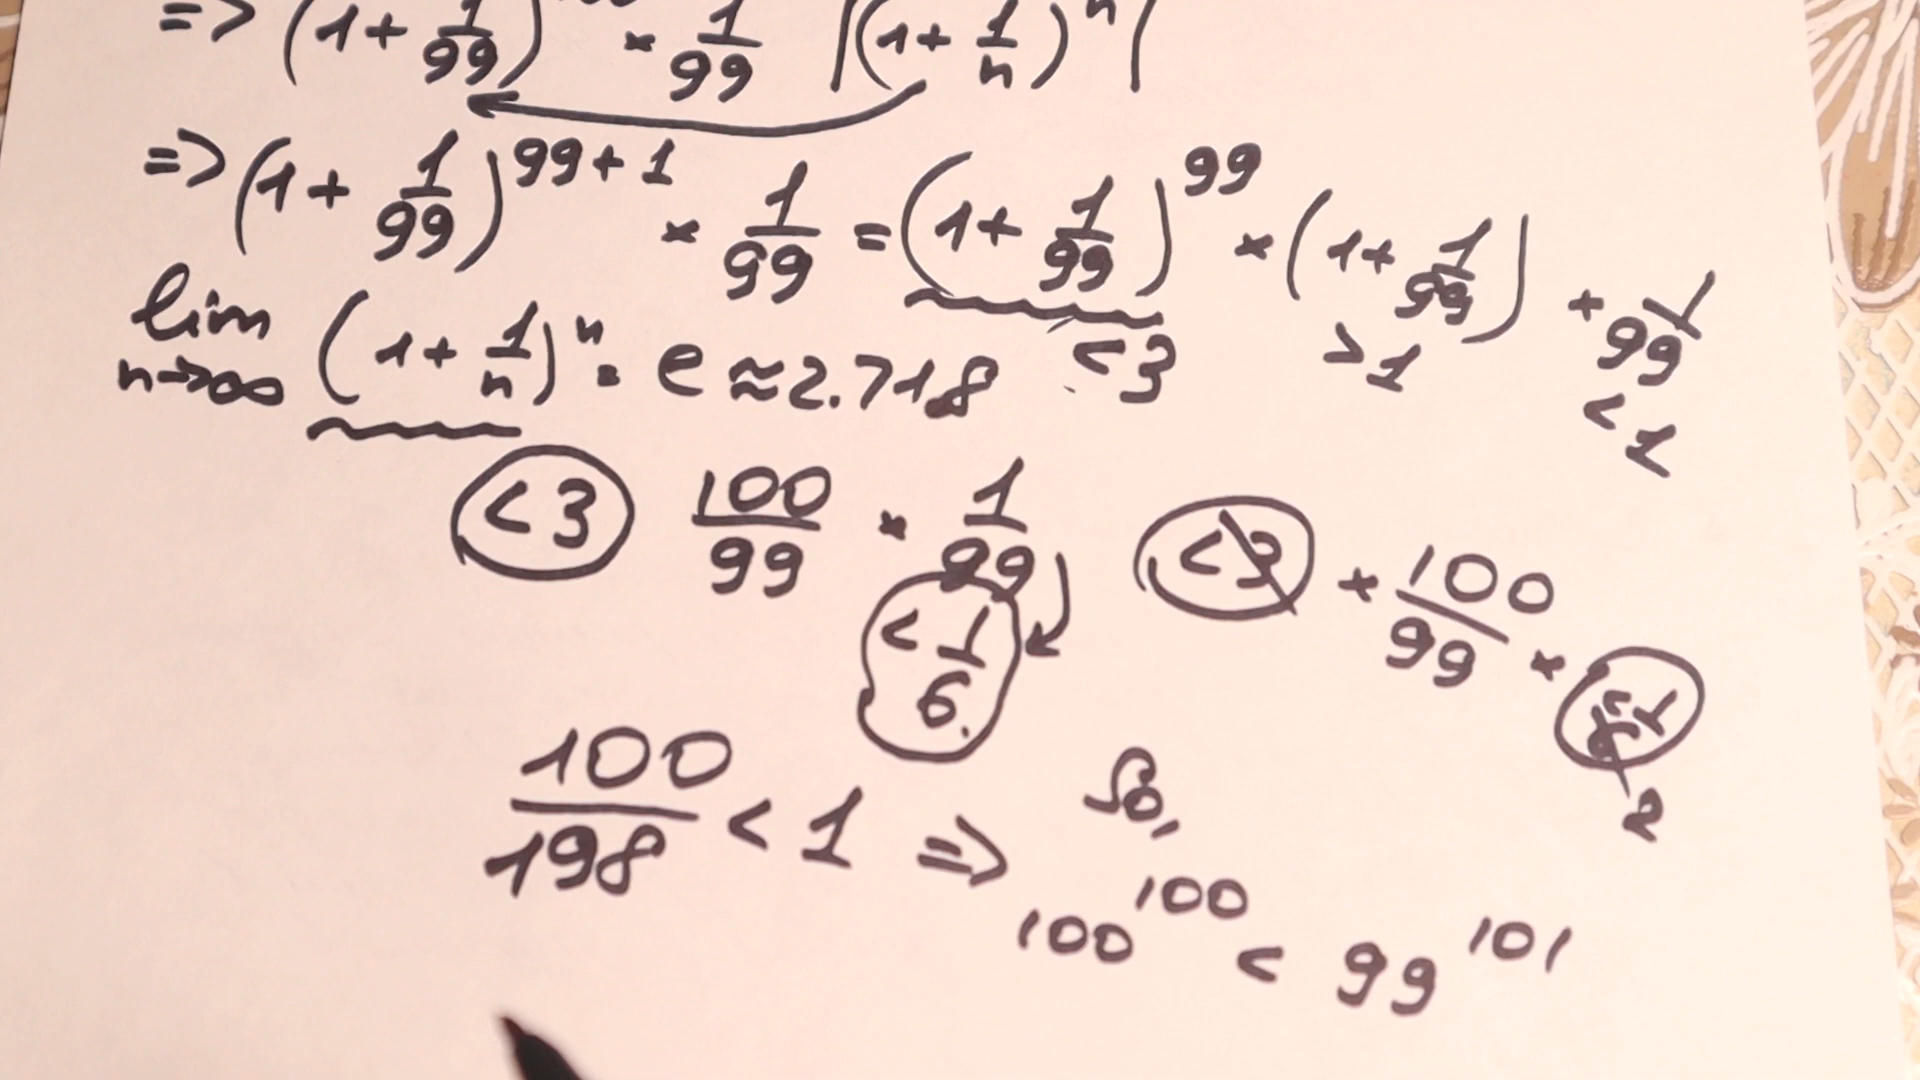 => (1 + 1/99) * 1/99 |(1 + 1/n)^n|
=> (1 + 1/99)^99+1 * 1/99 = (1 + 1/99)^99 * (1 + 1/99) * 1/99
lim n→∞ (1 + 1/n)^n = e ≈ 2.718 < 3 > 1 < 1
< 3 100/99 * 1/99 < 3 * 100/99 * < 1/6
< 1/6 2
100/198 < 1 => So,
100^100 < 99^101